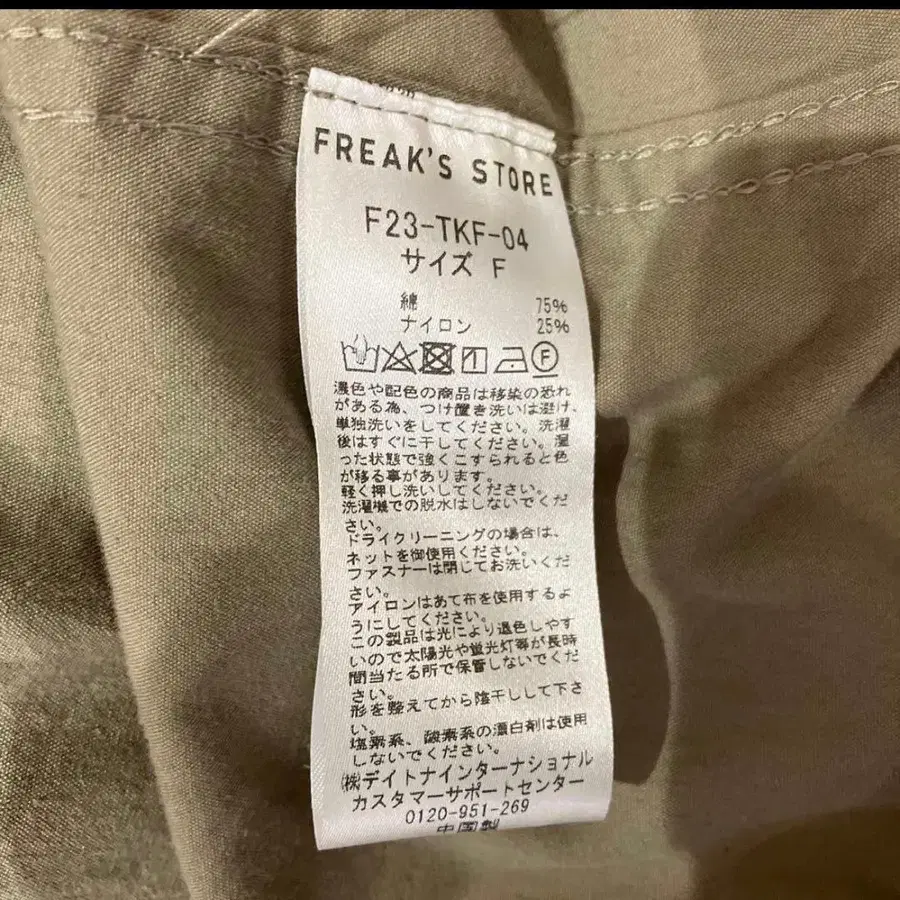 FREAK'S STORE
F23-TKF-04
サイズ F
綿 75%
ナイロン 25%
F
濃色や配色の商品は移染の恐れ
がある為、つけ置き洗いは避け、
単独洗いをしてください。洗濯
後はすぐに干してください。湿
った状態で強くこすられると色
が移る事があります。
軽く押し洗いしてください。
洗濯機での脱水はしないでくだ
さい。
ドライクリーニングの場合は、
ネットを御使用ください。
ファスナーは閉じてお洗いくだ
さい。
アイロンはあて布を使用するよ
うにしてください。
この製品は光により退色しやす
いので太陽光や蛍光灯等が長時
間当たる所で保管しないでくだ
さい。
形を整えてから陰干しして下さ
い。
塩素系、酸素系の漂白剤は使用
しないでください。
㈱デイトナインターナショナル
カスタマーサポートセンター
0120-951-269
中国製